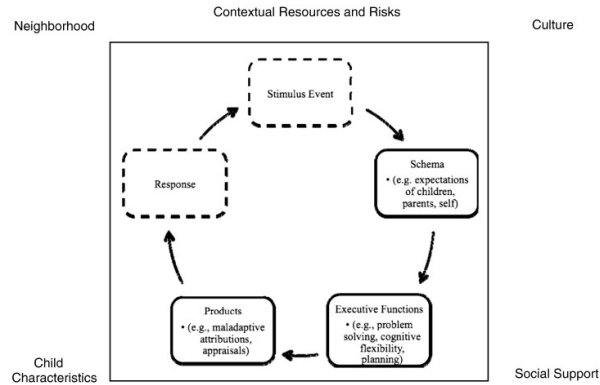 Contextual Resources and Risks
Neighborhood
Culture
Stimulus Event
Schema
• (e.g. expectations
of children,
parents, self)
Response
Executive Functions
• (e.g., problem
solving, cognitive
flexibility,
planning)
Products
• (e.g., maladaptive
attributions,
appraisals)
Child
Characteristics
Social Support